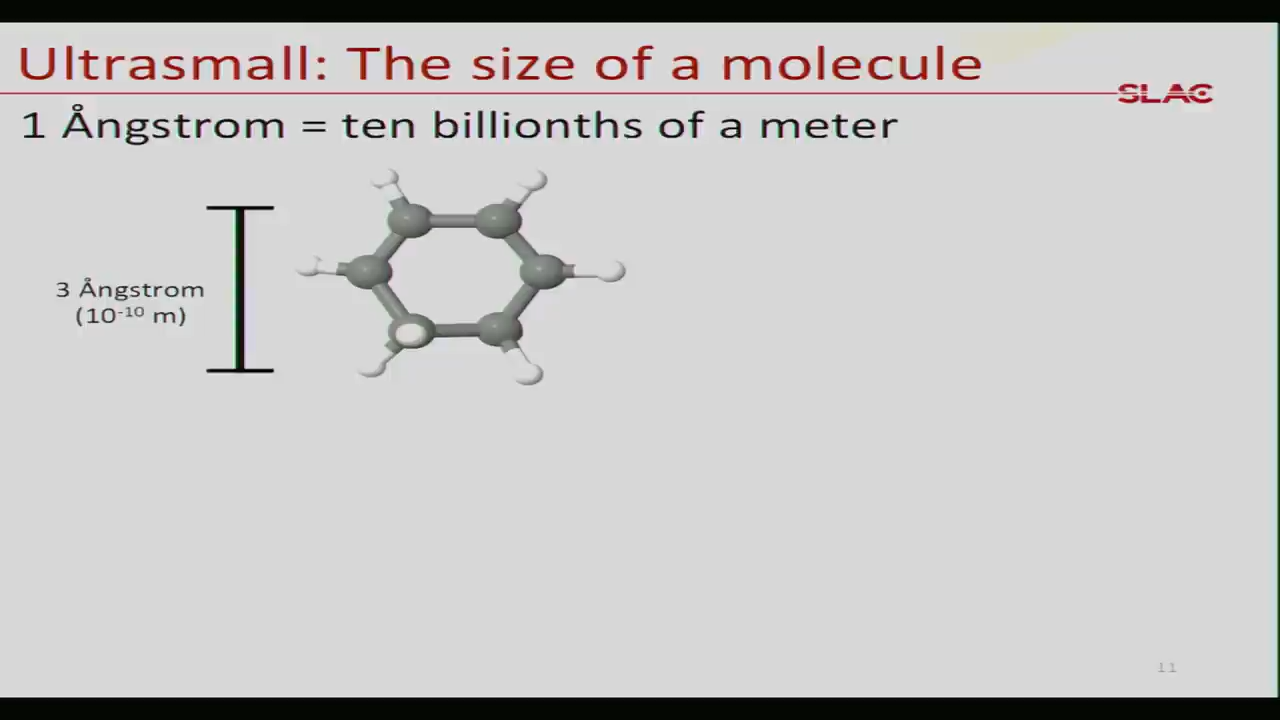 Ultrasmall: The size of a molecule
SLAC
1 Ångstrom = ten billionths of a meter
3 Ångstrom
(10⁻¹⁰ m)
11